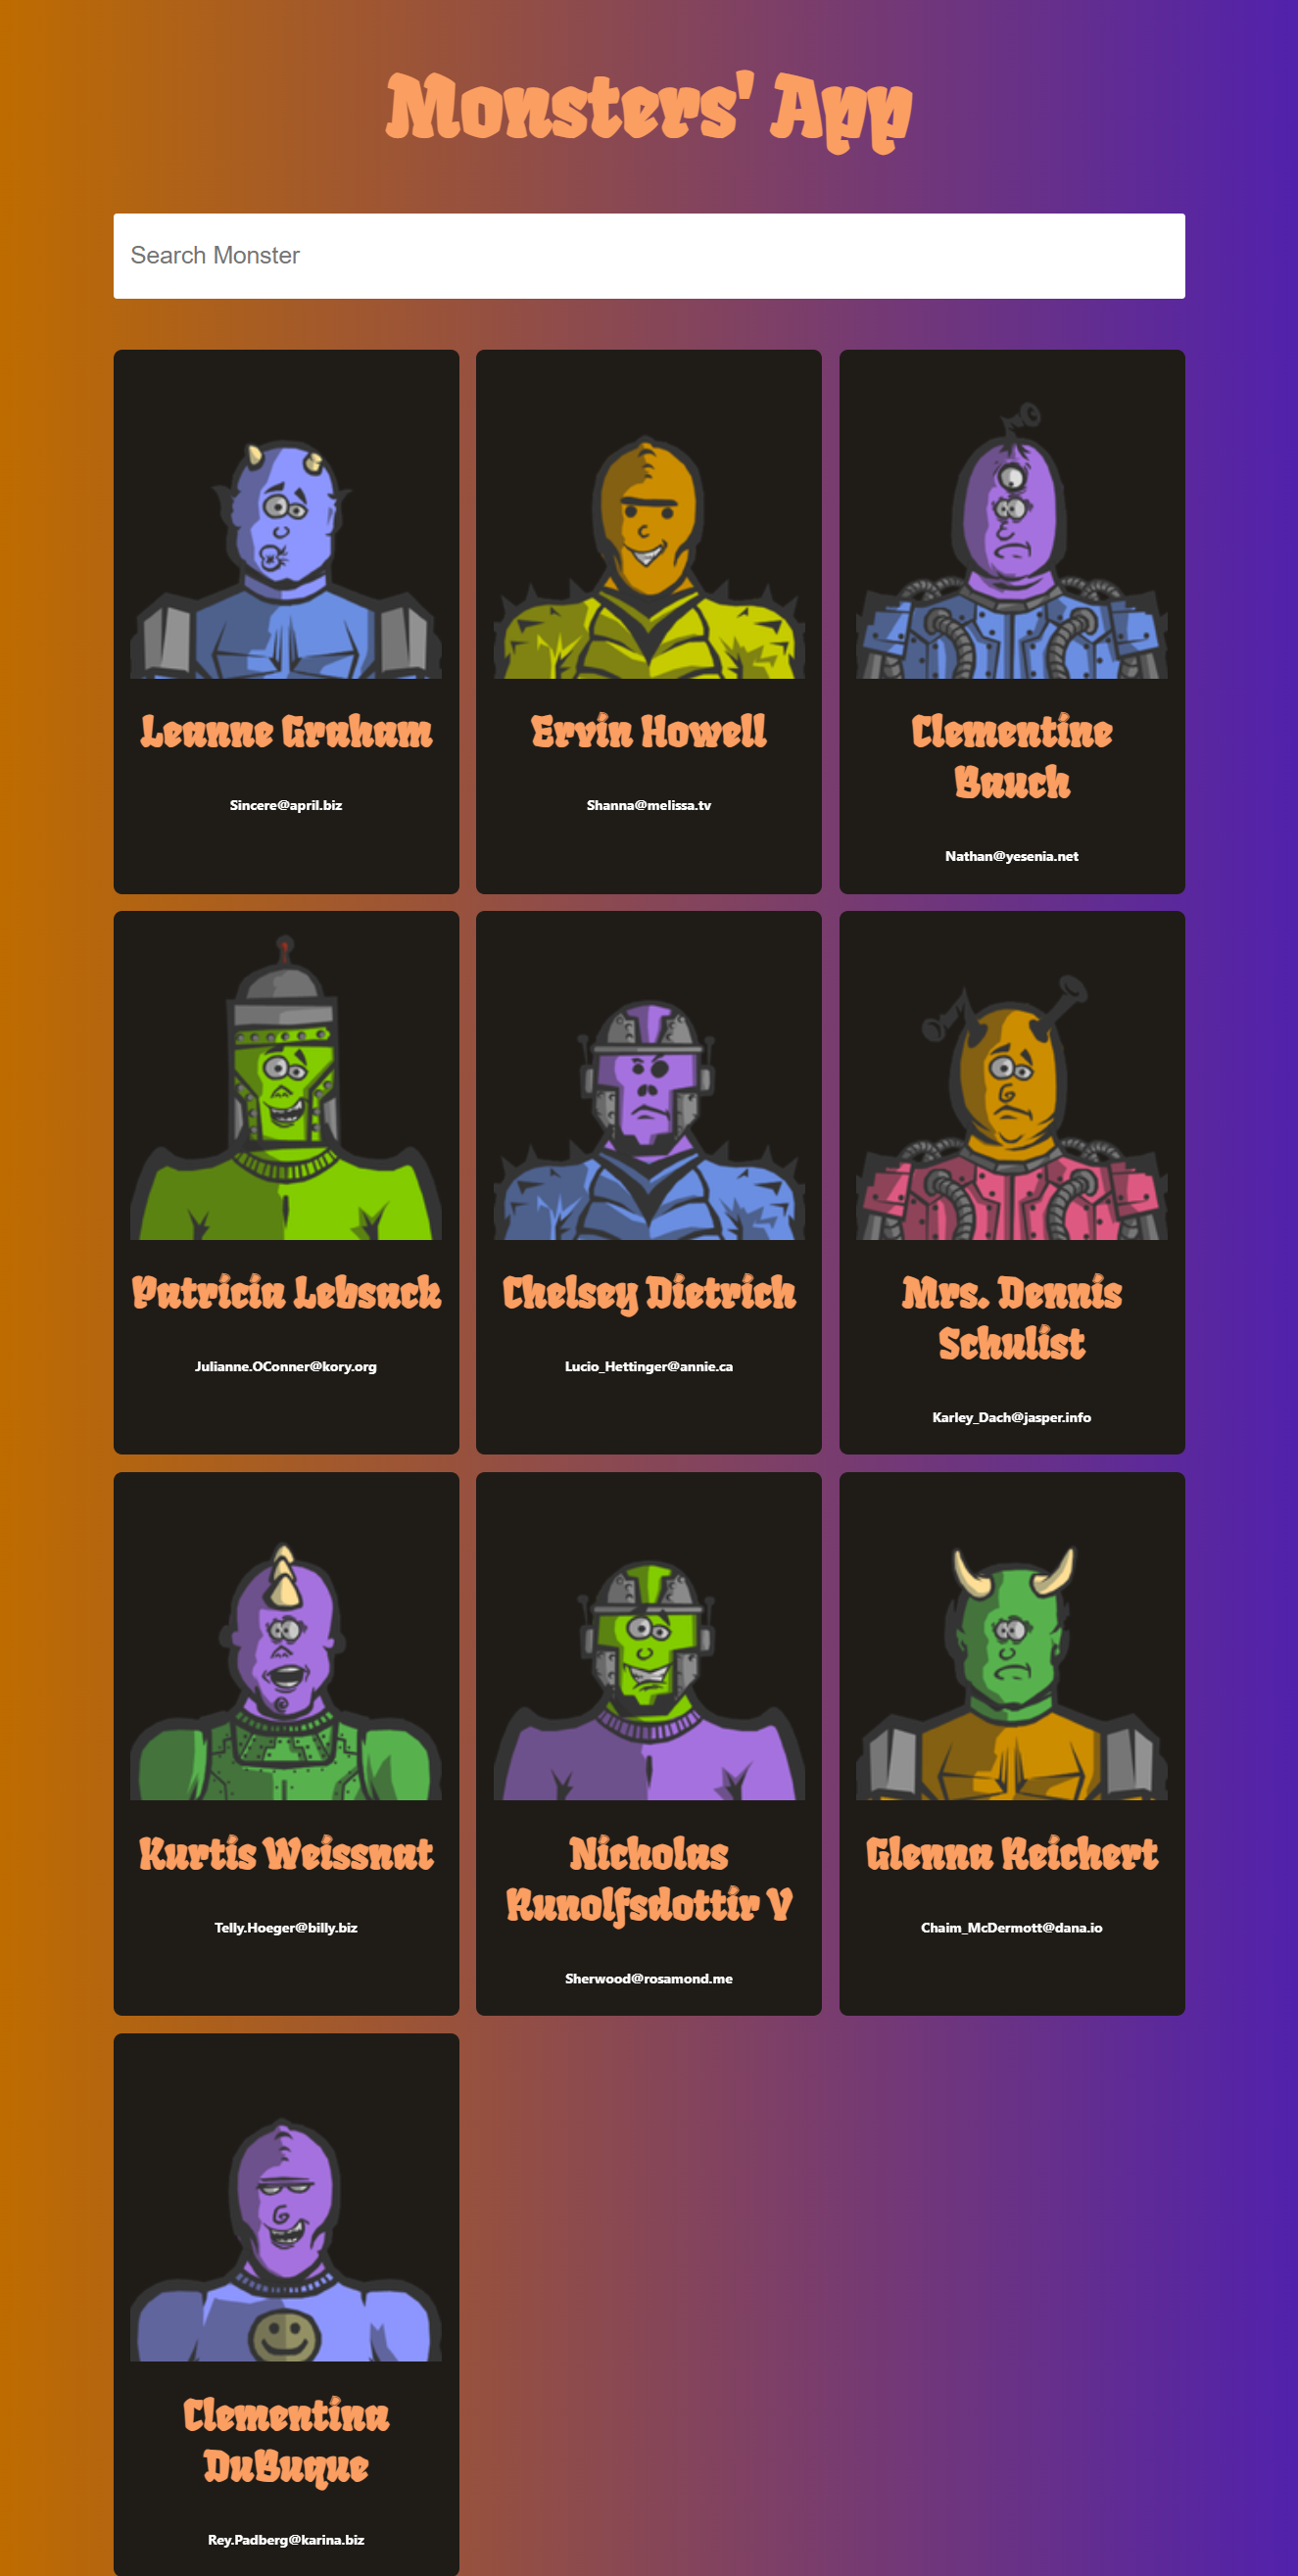 Monsters' App
Search Monster
Leanne Graham
Sincere@april.biz
Ervin Howell
Shanna@melissa.tv
Clementine
Bauch
Nathan@yesenia.net
Patricia Lebsack
Julianne.OConner@kory.org
Chelsey Dietrich
Lucio_Hettinger@annie.ca
Mrs. Dennis
Schulist
Karley_Dach@jasper.info
Kurtis Weissnat
Telly.Hoeger@billy.biz
Nicholas
Runolfsdottir V
Sherwood@rosamond.me
Glenna Reichert
Chaim_McDermott@dana.io
Clementina
DuBuque
Rey.Padberg@karina.biz